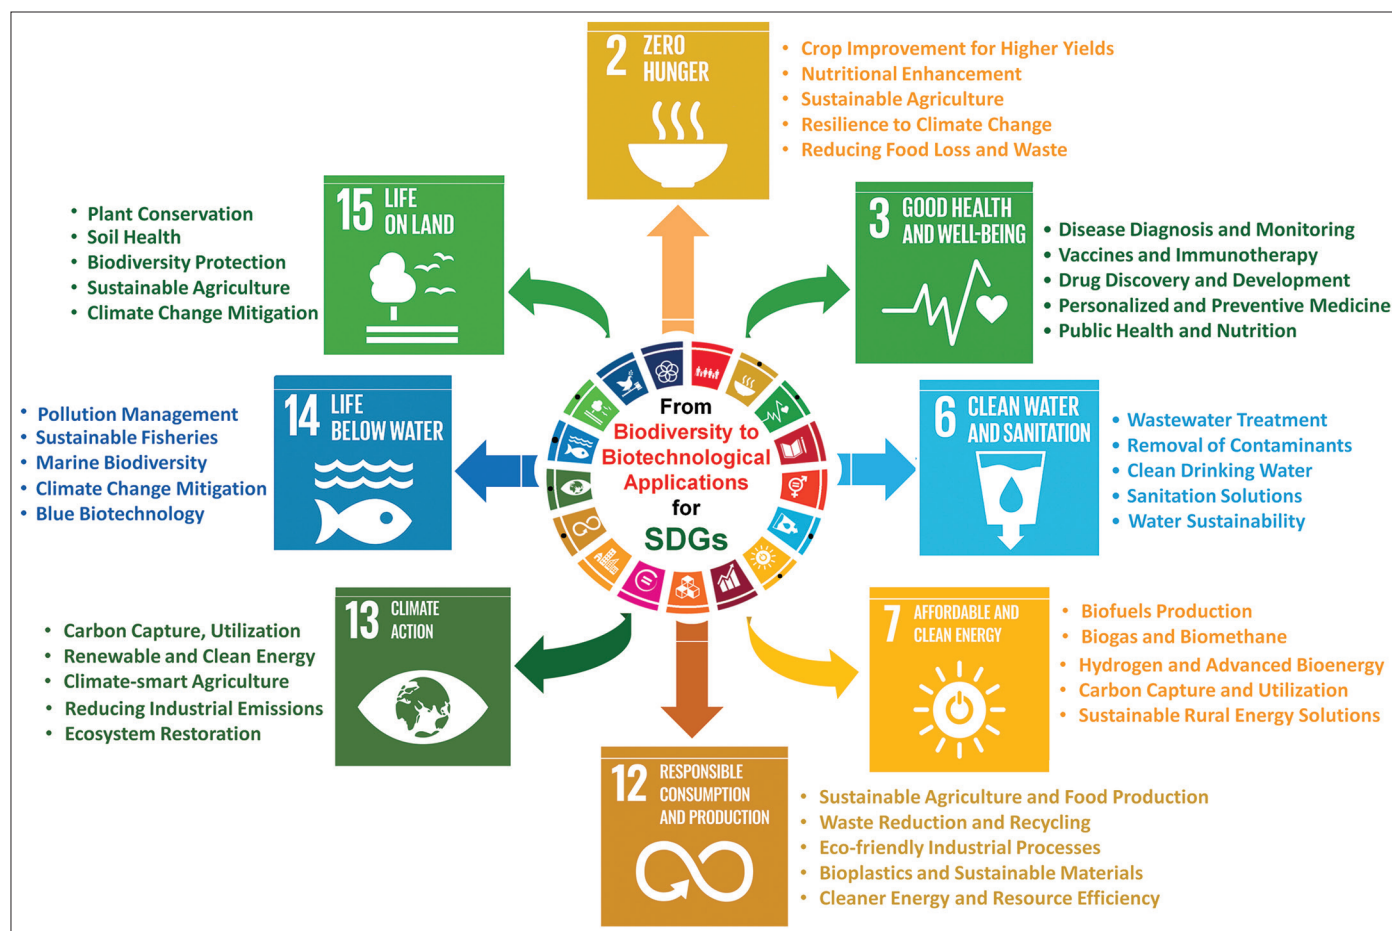 2 ZERO
HUNGER
• Crop Improvement for Higher Yields
• Nutritional Enhancement
• Sustainable Agriculture
• Resilience to Climate Change
• Reducing Food Loss and Waste
3 GOOD HEALTH
AND WELL-BEING
• Disease Diagnosis and Monitoring
• Vaccines and Immunotherapy
• Drug Discovery and Development
• Personalized and Preventive Medicine
• Public Health and Nutrition
6 CLEAN WATER
AND SANITATION
• Wastewater Treatment
• Removal of Contaminants
• Clean Drinking Water
• Sanitation Solutions
• Water Sustainability
7 AFFORDABLE AND
CLEAN ENERGY
• Biofuels Production
• Biogas and Biomethane
• Hydrogen and Advanced Bioenergy
• Carbon Capture and Utilization
• Sustainable Rural Energy Solutions
12 RESPONSIBLE
CONSUMPTION
AND PRODUCTION
• Sustainable Agriculture and Food Production
• Waste Reduction and Recycling
• Eco-friendly Industrial Processes
• Bioplastics and Sustainable Materials
• Cleaner Energy and Resource Efficiency
13 CLIMATE
ACTION
• Carbon Capture, Utilization
• Renewable and Clean Energy
• Climate-smart Agriculture
• Reducing Industrial Emissions
• Ecosystem Restoration
14 LIFE
BELOW WATER
• Pollution Management
• Sustainable Fisheries
• Marine Biodiversity
• Climate Change Mitigation
• Blue Biotechnology
15 LIFE
ON LAND
• Plant Conservation
• Soil Health
• Biodiversity Protection
• Sustainable Agriculture
• Climate Change Mitigation
From
Biodiversity to
Biotechnological
Applications
for
SDGs